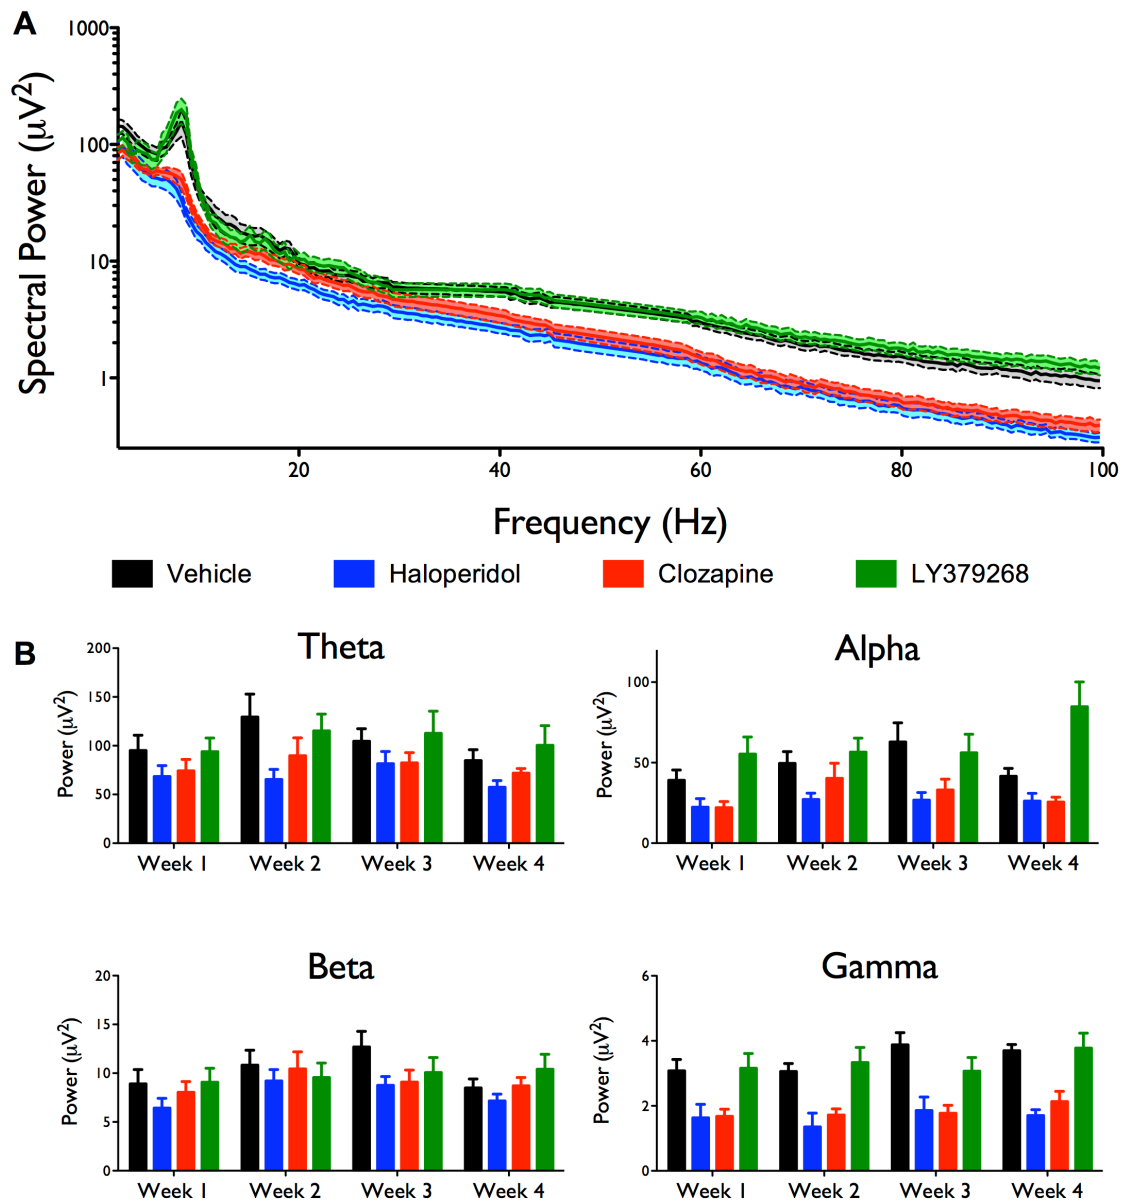 A
1000
100
10
1
Spectral Power (μV²)
20 40 60 80 100
Frequency (Hz)
Vehicle Haloperidol Clozapine LY379268
B
Theta
200
150
100
50
0
Power (μV²)
Week 1 Week 2 Week 3 Week 4
Alpha
100
50
0
Power (μV²)
Week 1 Week 2 Week 3 Week 4
Beta
20
15
10
5
0
Power (μV²)
Week 1 Week 2 Week 3 Week 4
Gamma
6
4
2
0
Power (μV²)
Week 1 Week 2 Week 3 Week 4